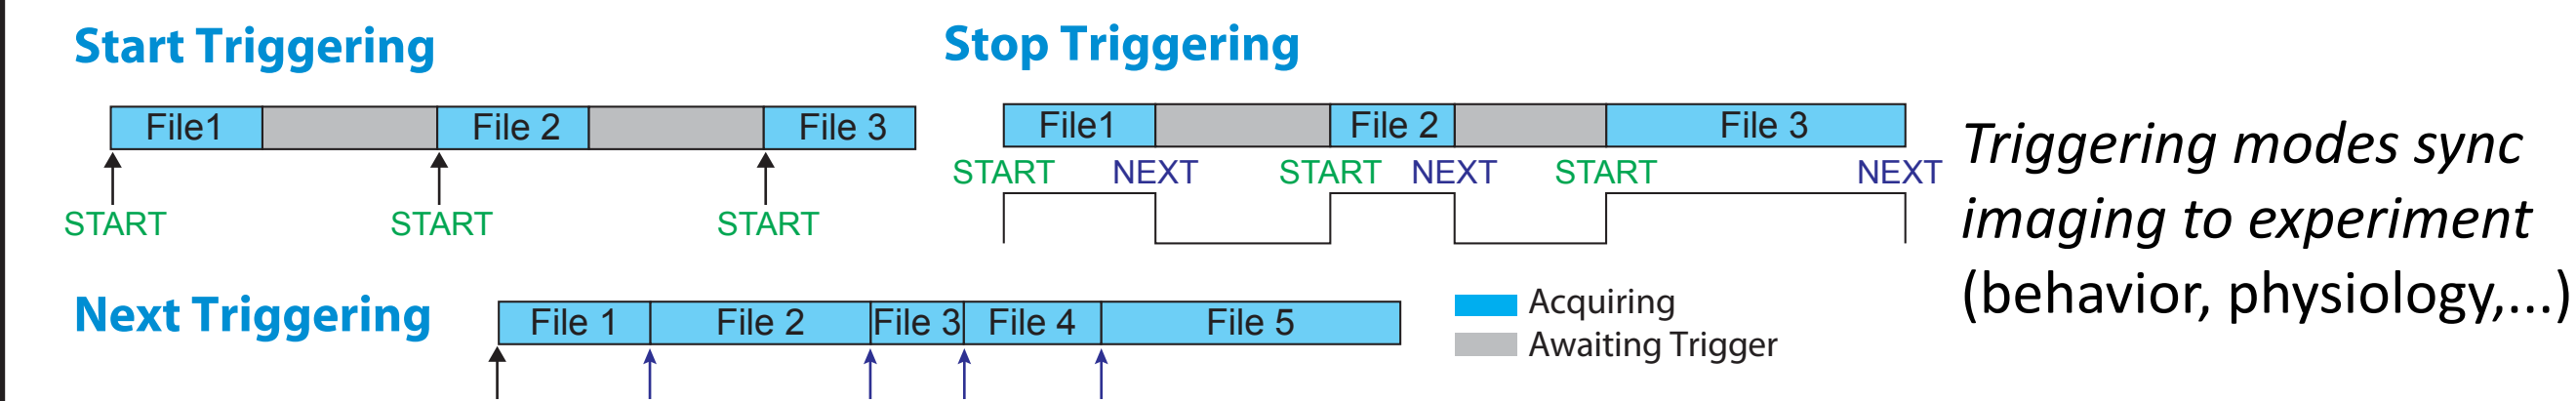 Start Triggering
File1 File 2 File 3
START START START
Stop Triggering
File1 File 2 File 3
START NEXT START NEXT START NEXT
Next Triggering
File 1 File 2 File 3 File 4 File 5
Acquiring
Awaiting Trigger
Triggering modes sync
imaging to experiment
(behavior, physiology,...)